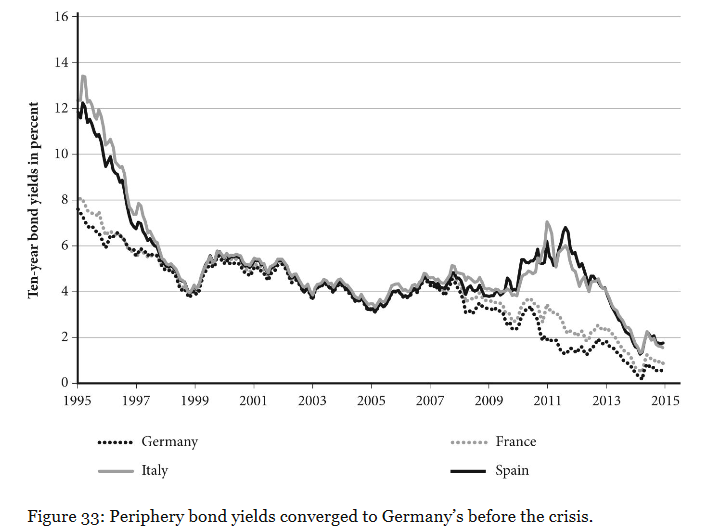 Ten-year bond yields in percent
16
14
12
10
8
6
4
2
0
1995 1997 1999 2001 2003 2005 2007 2009 2011 2013 2015
Germany France
Italy Spain
Figure 33: Periphery bond yields converged to Germany’s before the crisis.